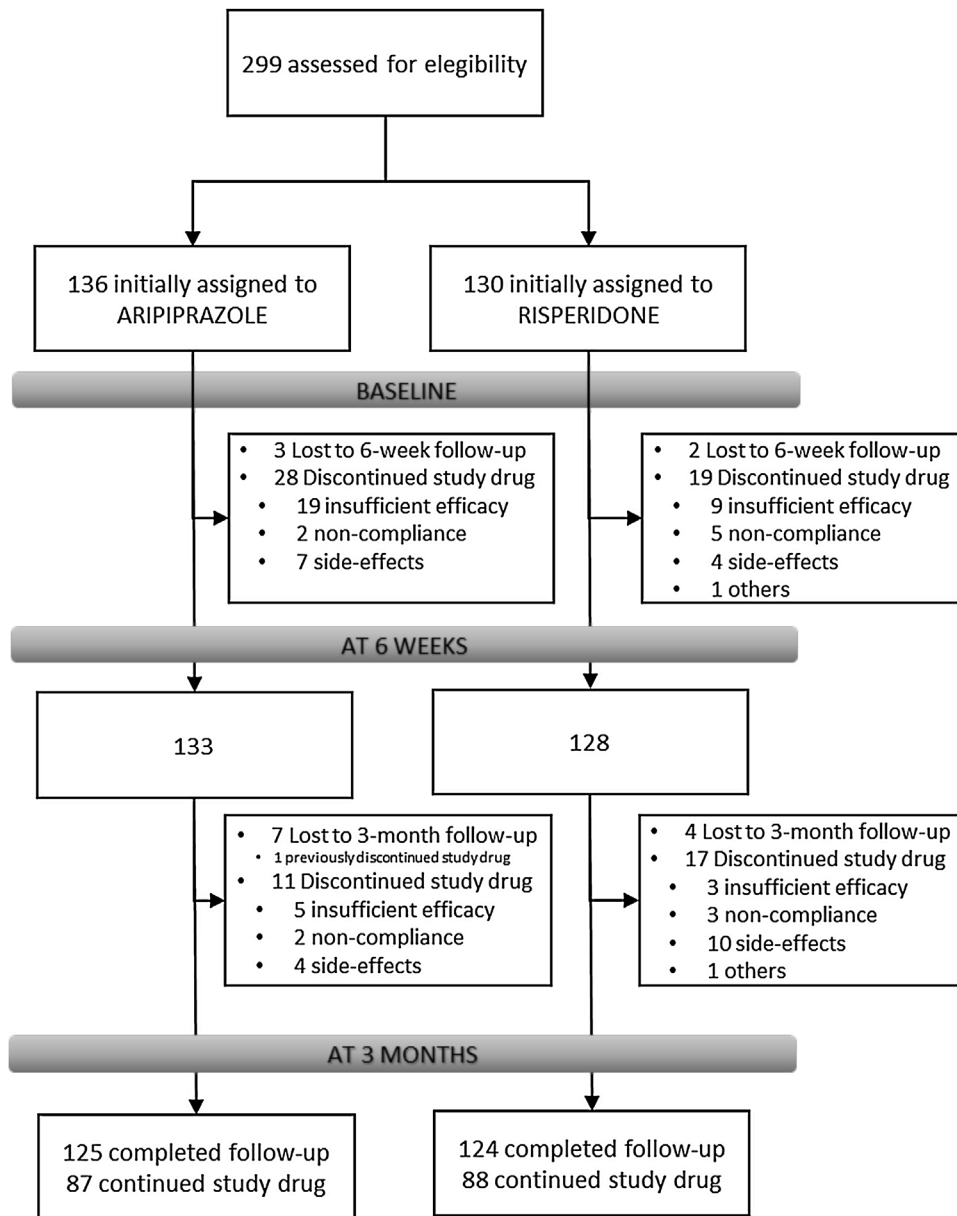 299 assessed for elegibility
136 initially assigned to
ARIPIPRAZOLE
130 initially assigned to
RISPERIDONE
BASELINE
• 3 Lost to 6-week follow-up
• 28 Discontinued study drug
• 19 insufficient efficacy
• 2 non-compliance
• 7 side-effects
• 2 Lost to 6-week follow-up
• 19 Discontinued study drug
• 9 insufficient efficacy
• 5 non-compliance
• 4 side-effects
• 1 others
AT 6 WEEKS
133
128
• 7 Lost to 3-month follow-up
• 1 previously discontinued study drug
• 11 Discontinued study drug
• 5 insufficient efficacy
• 2 non-compliance
• 4 side-effects
• 4 Lost to 3-month follow-up
• 17 Discontinued study drug
• 3 insufficient efficacy
• 3 non-compliance
• 10 side-effects
• 1 others
AT 3 MONTHS
125 completed follow-up
87 continued study drug
124 completed follow-up
88 continued study drug